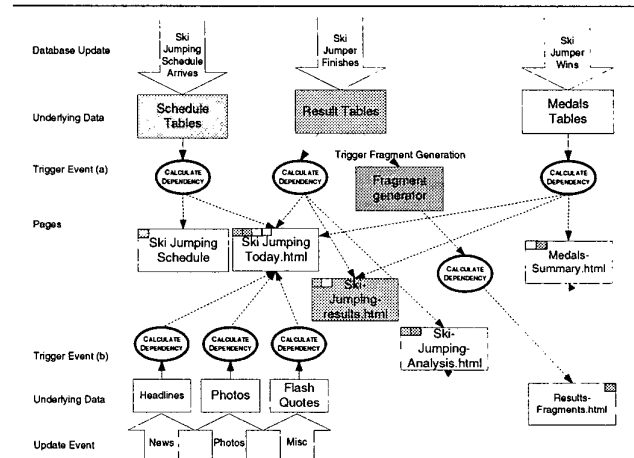 Database Update
Ski
Jumping
Schedule
Arrives
Ski
Jumper
Finishes
Ski
Jumper
Wins
Underlying Data
Schedule
Tables
Result Tables
Medals
Tables
Trigger Event (a)
CALCULATE
DEPENDENCY
CALCULATE
DEPENDENCY
Trigger Fragment Generation
Fragment
generator
CALCULATE
DEPENDENCY
Pages
Ski Jumping
Schedule
Ski Jumping
Today.html
CALCULATE
DEPENDENCY
Medals-
Summary.html
Ski-
Jumping-
results.html
Trigger Event (b)
CALCULATE
DEPENDENCY
CALCULATE
DEPENDENCY
CALCULATE
DEPENDENCY
Ski-
Jumping-
Analysis.html
Underlying Data
Headlines
Photos
Flash
Quotes
Results-
Fragments.html
Update Event
News
Photos
Misc